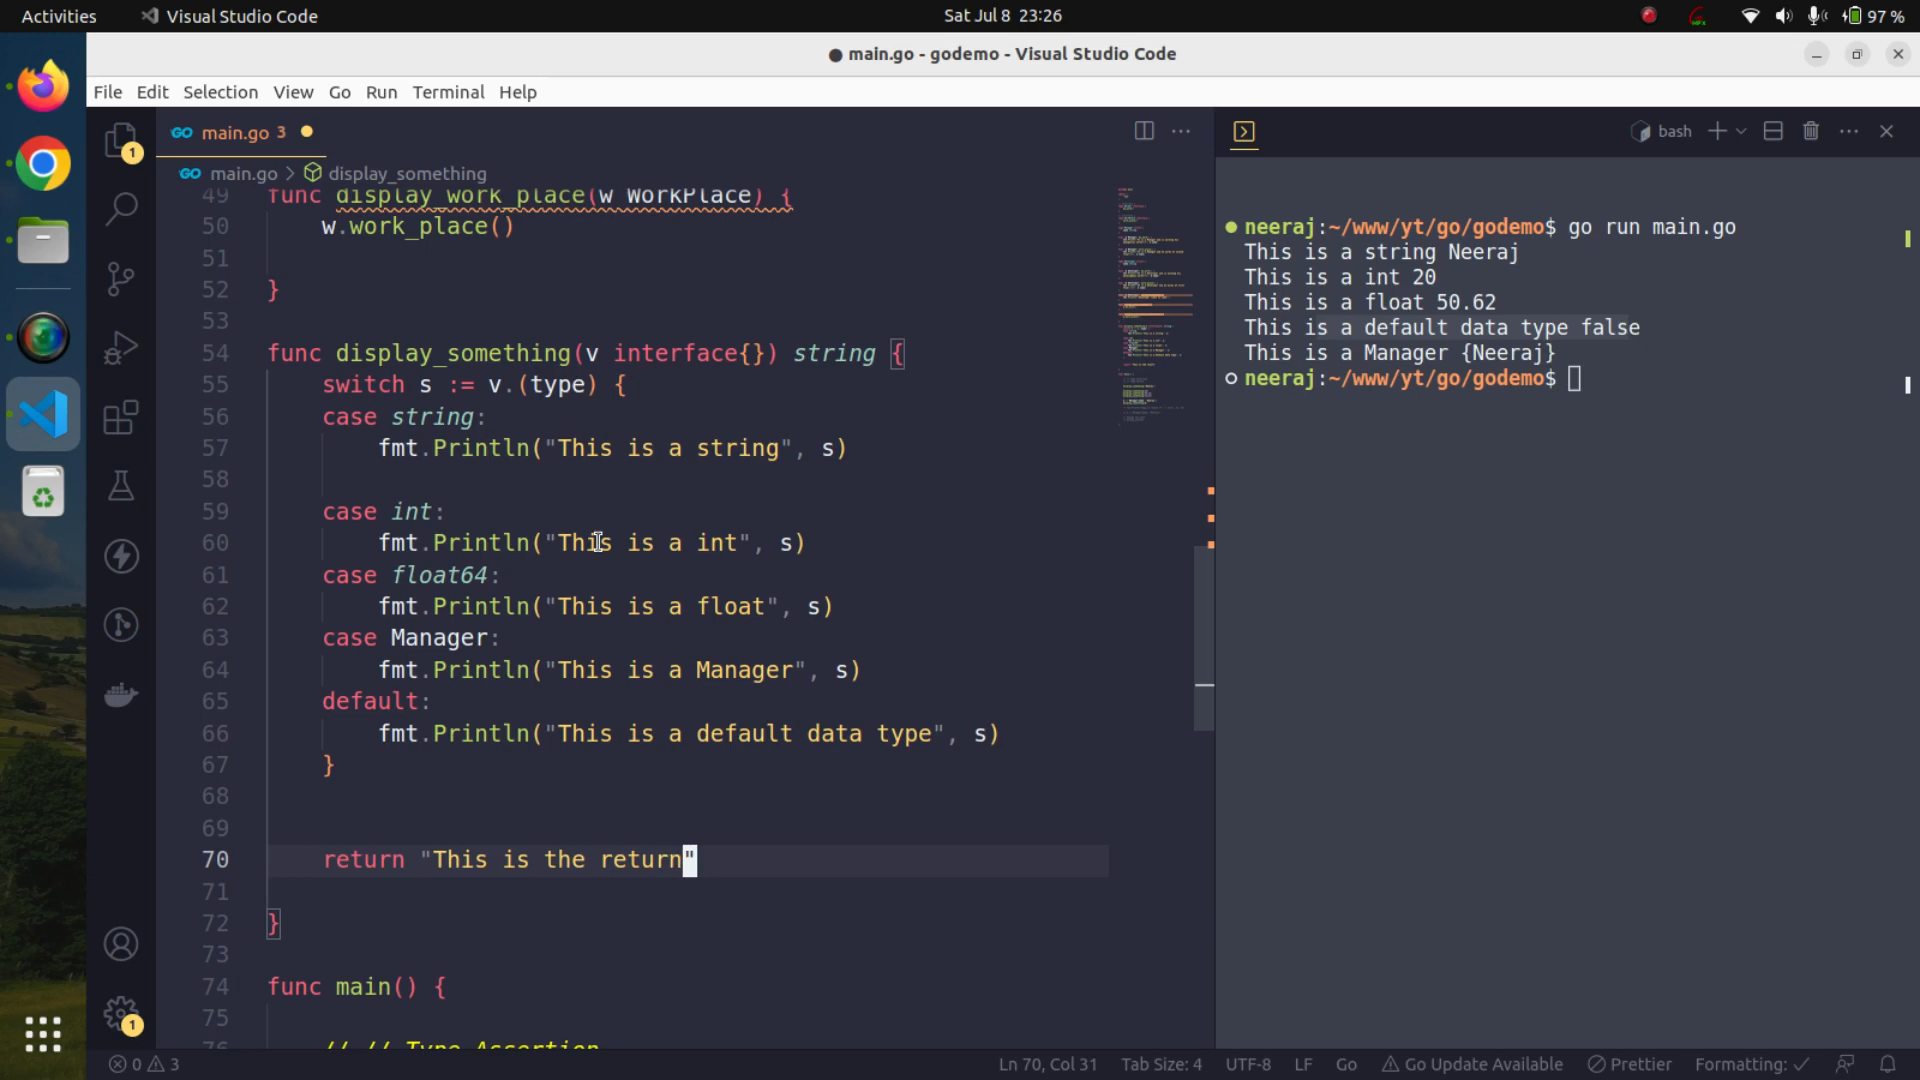 Activities Visual Studio Code Sat Jul 8 23:26 97 %
● main.go - godemo - Visual Studio Code
File Edit Selection View Go Run Terminal Help
GO main.go 3
bash
GO main.go > display_something
49 func display_work_place(w WorkPlace) {
50 w.work_place()
51
52 }
53
54 func display_something(v interface{}) string {
55 switch s := v.(type) {
56 case string:
57 fmt.Println("This is a string", s)
58
59 case int:
60 fmt.Println("This is a int", s)
61 case float64:
62 fmt.Println("This is a float", s)
63 case Manager:
64 fmt.Println("This is a Manager", s)
65 default:
66 fmt.Println("This is a default data type", s)
67 }
68
69
70 return "This is the return"
71
72 }
73
74 func main() {
75
76 // // Type Assertion
neeraj:~/www/yt/go/godemo$ go run main.go
This is a string Neeraj
This is a int 20
This is a float 50.62
This is a default data type false
This is a Manager {Neeraj}
neeraj:~/www/yt/go/godemo$
1
1
0 3 Ln 70, Col 31 Tab Size: 4 UTF-8 LF Go Go Update Available Prettier Formatting: ✓